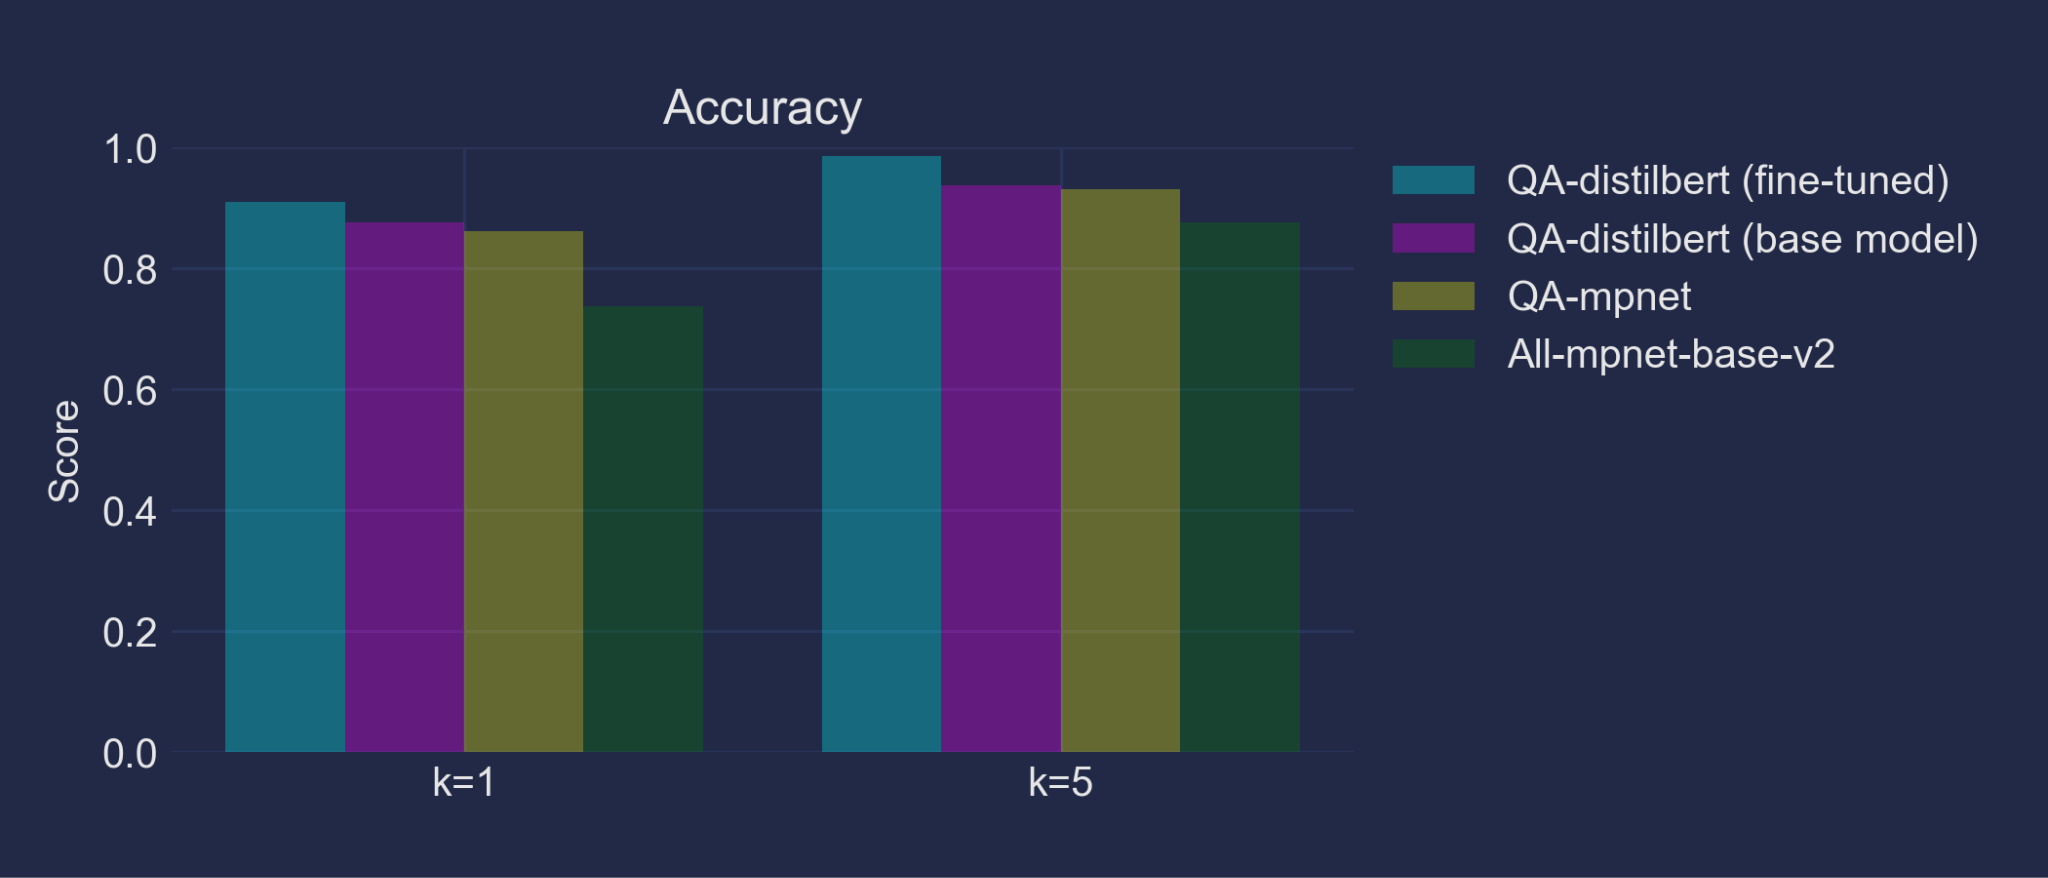 Accuracy
1.0
0.8
0.6
0.4
0.2
0.0
Score
k=1
k=5
QA-distilbert (fine-tuned)
QA-distilbert (base model)
QA-mpnet
All-mpnet-base-v2